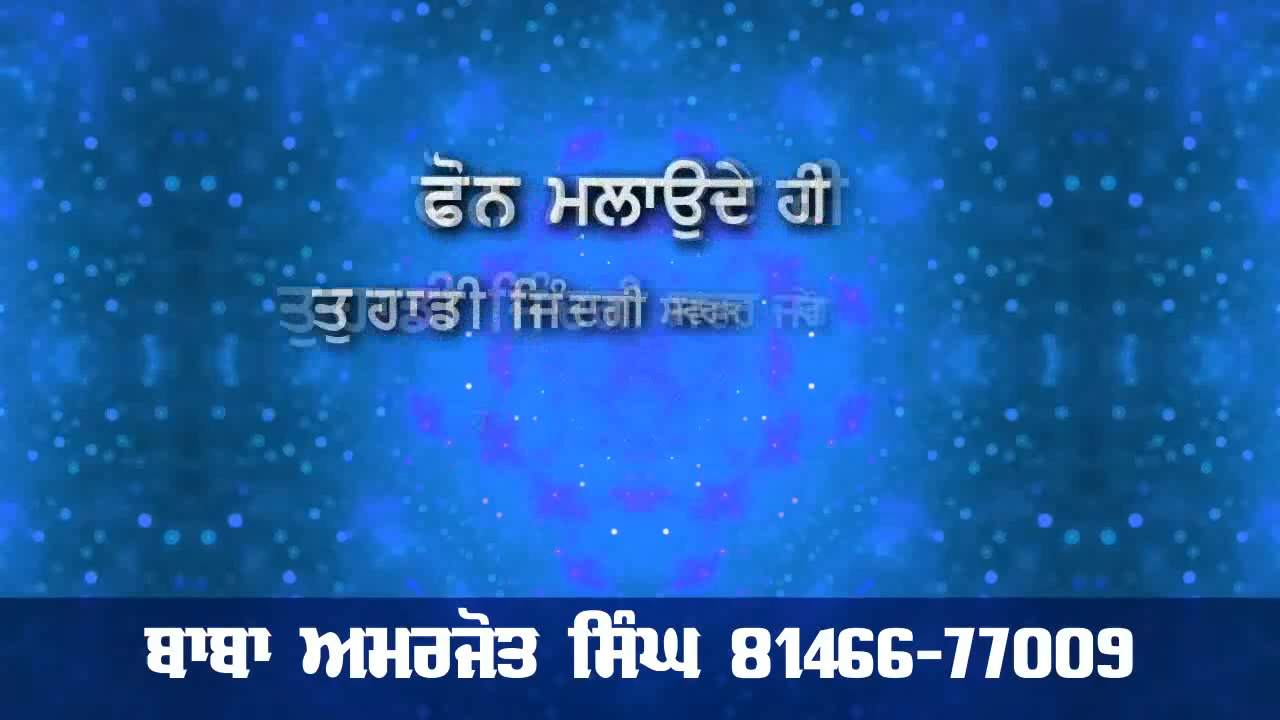 ਫੋਨ ਮਲਾਉਦੇ ਹੀ
ਤੁਹਾਡੀ ਜਿੰਦਗੀ
ਬਾਬਾ ਅਮਰਜੋਤ ਸਿੰਘ 81466-77009